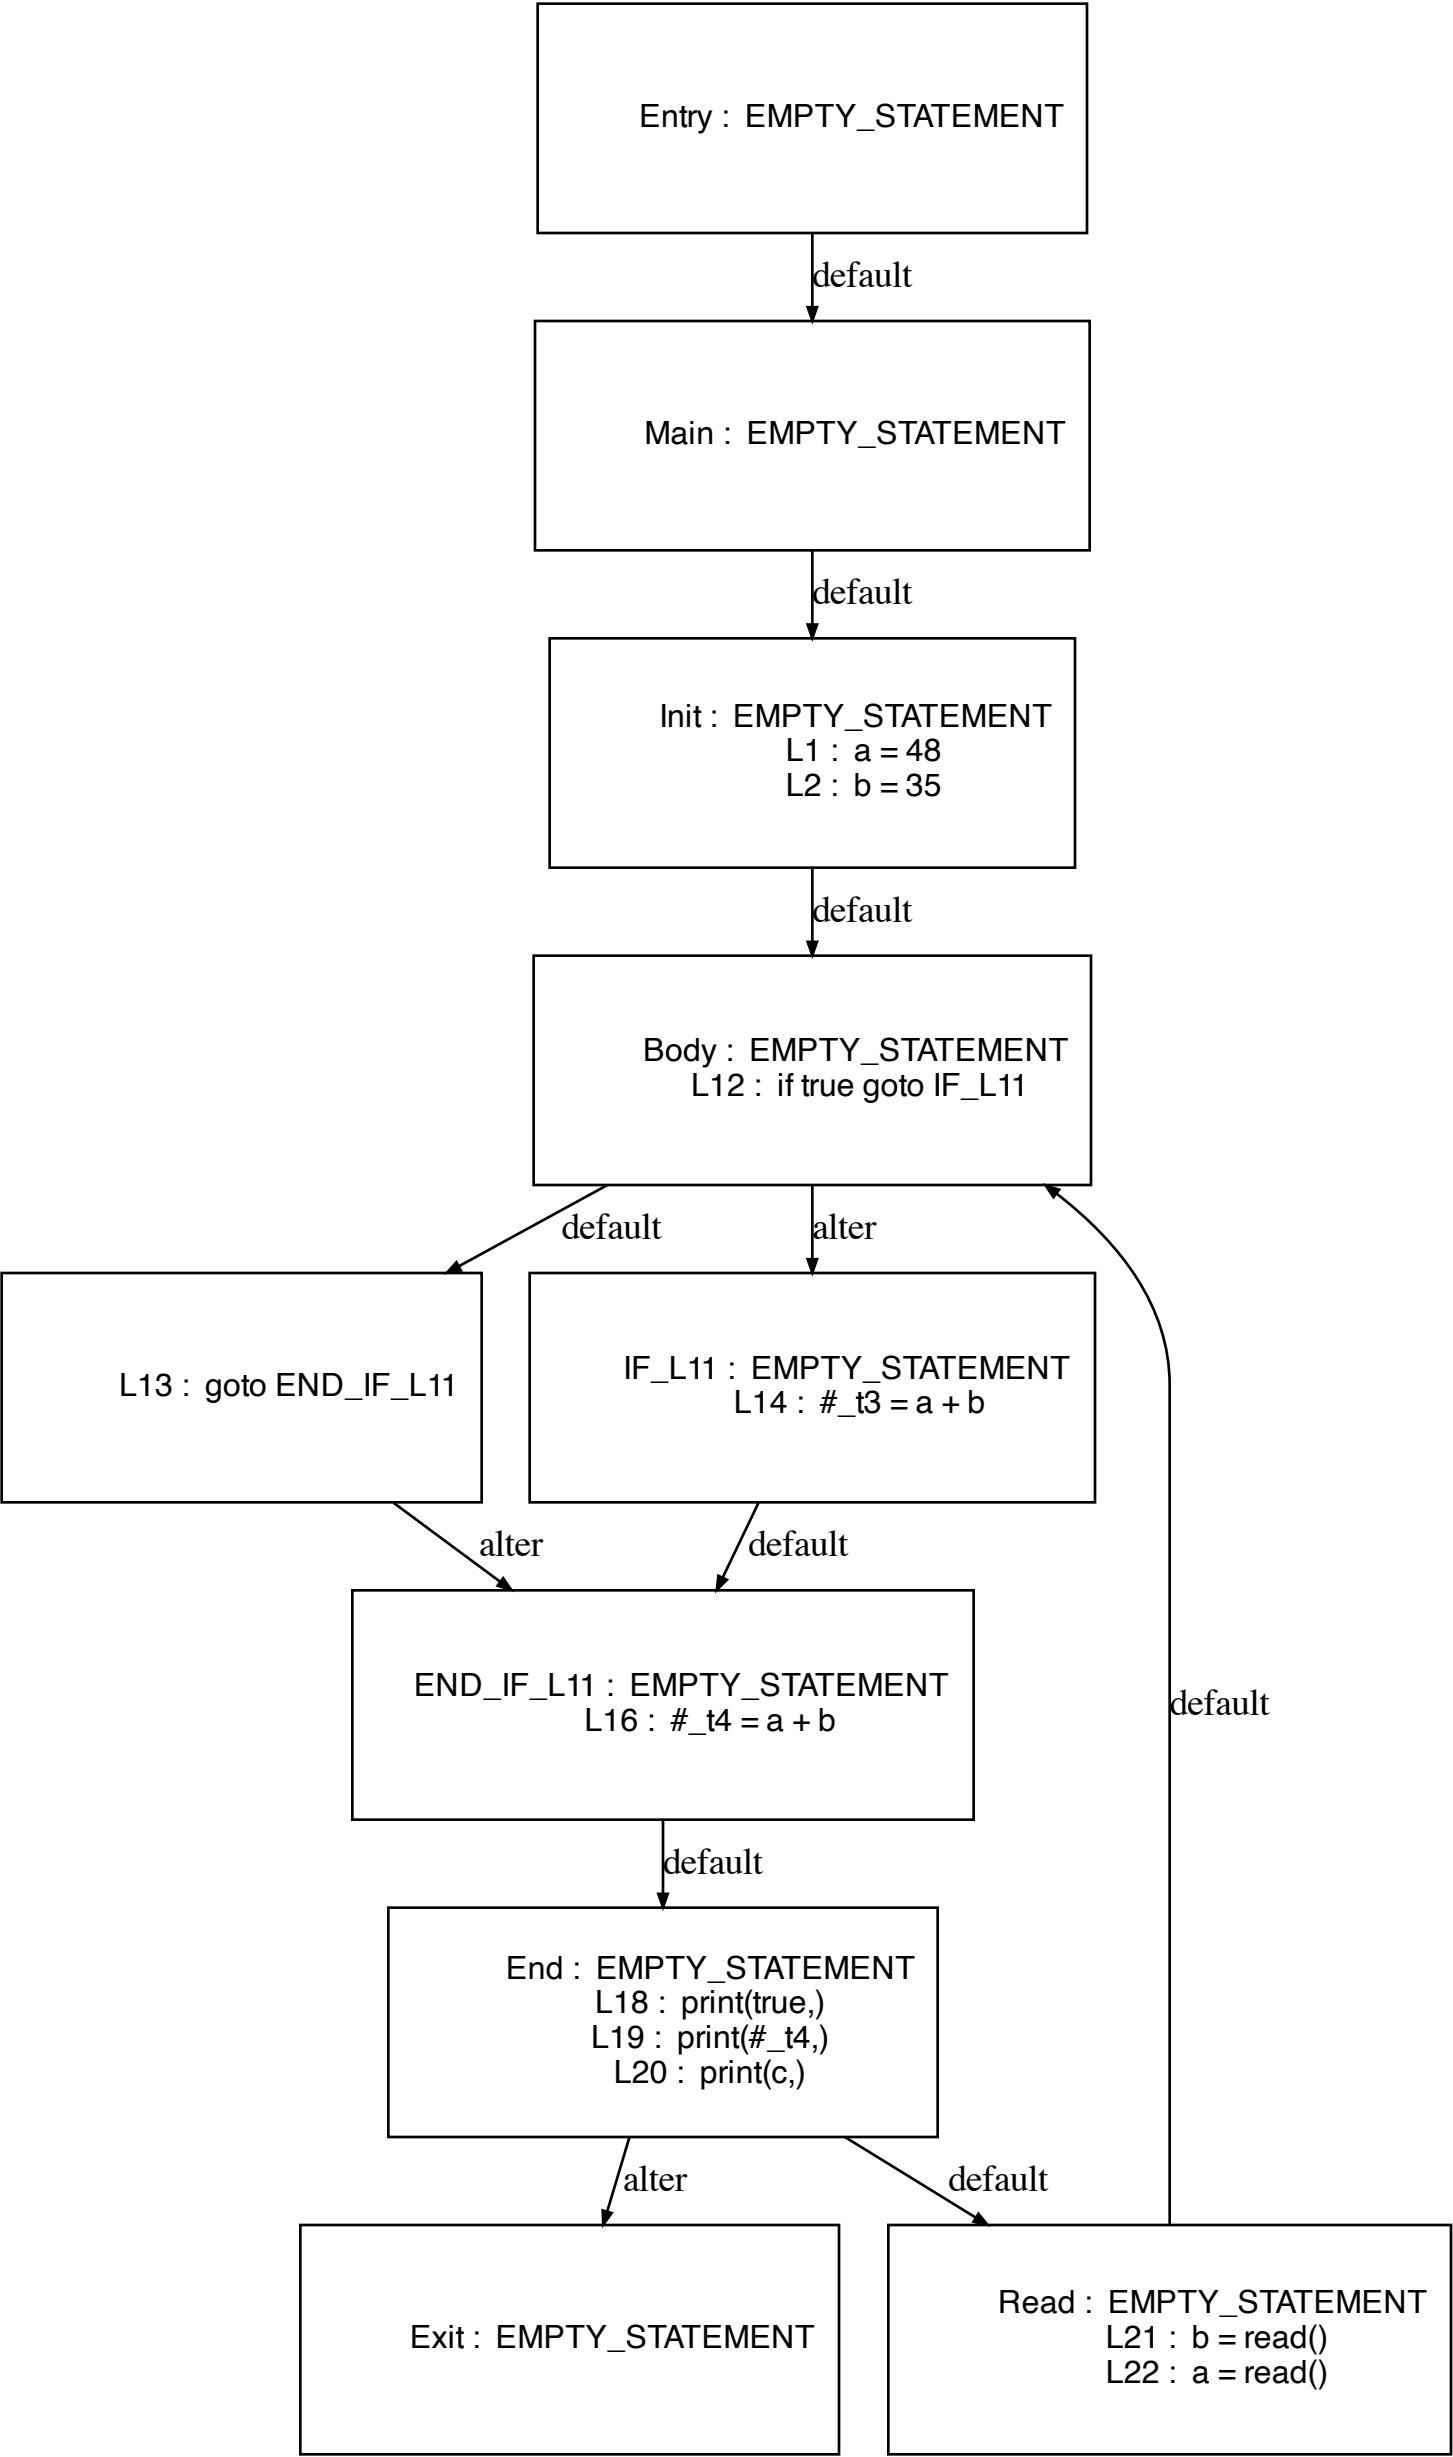 Entry : EMPTY_STATEMENT
default
Main : EMPTY_STATEMENT
default
Init : EMPTY_STATEMENT
L1 : a = 48
L2 : b = 35
default
Body : EMPTY_STATEMENT
L12 : if true goto IF_L11
default
alter
L13 : goto END_IF_L11
IF_L11 : EMPTY_STATEMENT
L14 : #_t3 = a + b
alter
default
END_IF_L11 : EMPTY_STATEMENT
L16 : #_t4 = a + b
default
default
End : EMPTY_STATEMENT
L18 : print(true,)
L19 : print(#_t4,)
L20 : print(c,)
alter
default
Exit : EMPTY_STATEMENT
Read : EMPTY_STATEMENT
L21 : b = read()
L22 : a = read()